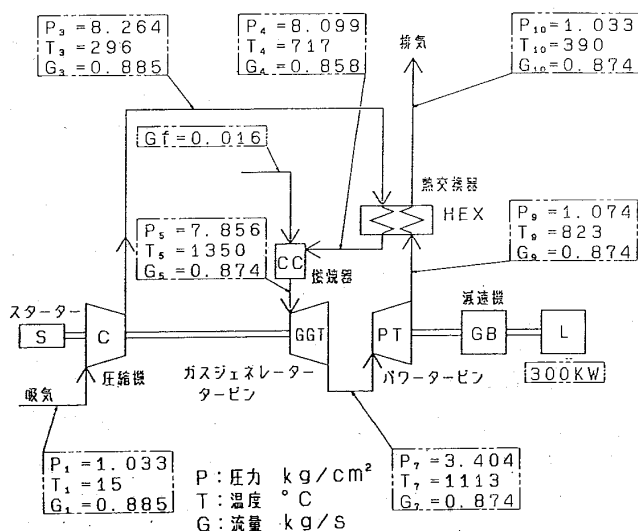 P₃ =8.264
T₃ =296
G₃ =0.885
P₄ =8.099
T₄ =717
G₄ =0.858
P₁₀=1.033
T₁₀=390
G₁₀=0.874
排気
Gf=0.016
熱交換器
HEX
P₅ =7.856
T₅ =1350
G₅ =0.874
CC
燃焼器
P₉ =1.074
T₉ =823
G₉ =0.874
スターター
S
C
圧縮機
GGT
ガスジェネレーター
タービン
PT
パワータービン
減速機
GB
L
300KW
吸気
P₁ =1.033
T₁ =15
G₁ =0.885
P:圧力 kg/cm²
T:温度 °C
G:流量 kg/s
P₇ =3.404
T₇ =1113
G₇ =0.874